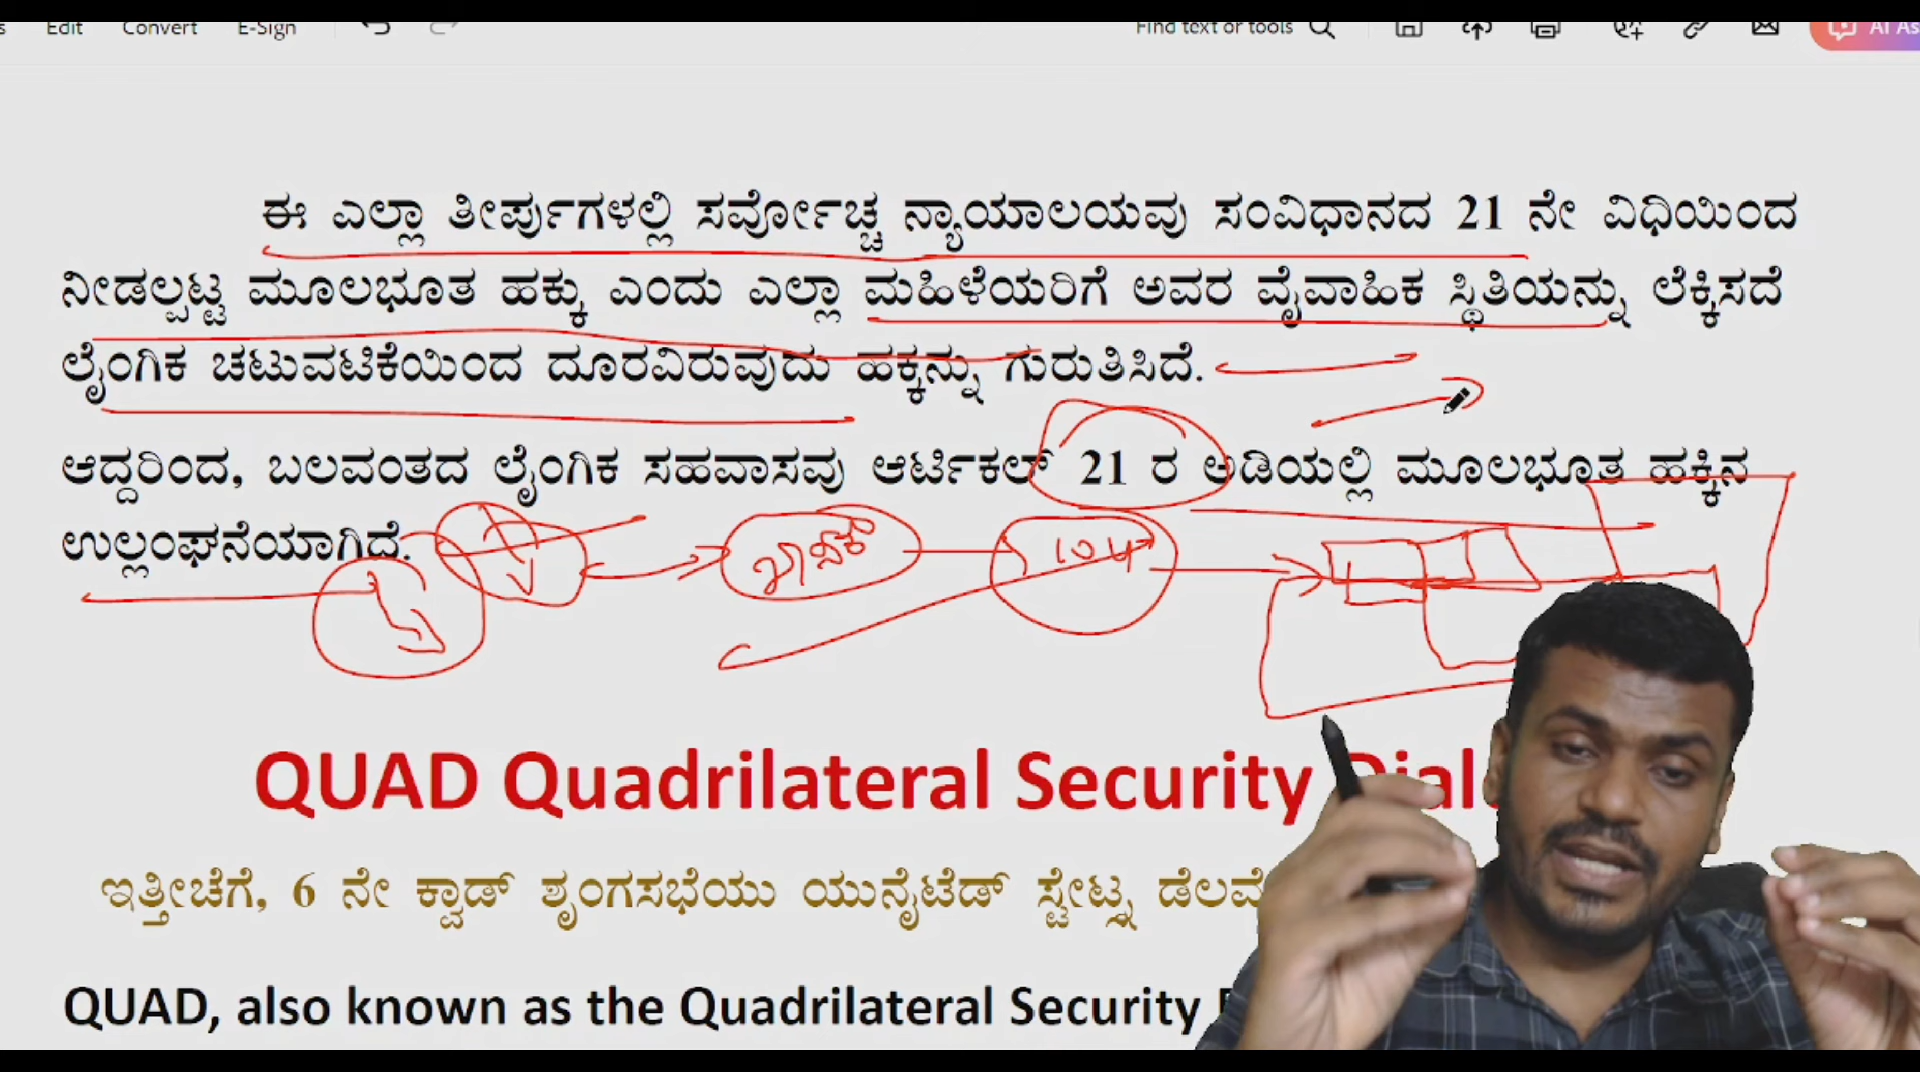 Edit Convert E-Sign Find text or tools
ಈ ಎಲ್ಲಾ ತೀರ್ಪುಗಳಲ್ಲಿ ಸರ್ವೋಚ್ಚ ನ್ಯಾಯಾಲಯವು ಸಂವಿಧಾನದ 21 ನೇ ವಿಧಿಯಿಂದ
ನೀಡಲ್ಪಟ್ಟ ಮೂಲಭೂತ ಹಕ್ಕು ಎಂದು ಎಲ್ಲಾ ಮಹಿಳೆಯರಿಗೆ ಅವರ ವೈವಾಹಿಕ ಸ್ಥಿತಿಯನ್ನು ಲೆಕ್ಕಿಸದೆ
ಲೈಂಗಿಕ ಚಟುವಟಿಕೆಯಿಂದ ದೂರವಿರುವುದು ಹಕ್ಕನ್ನು ಗುರುತಿಸಿದೆ.
ಆದ್ದರಿಂದ, ಬಲವಂತದ ಲೈಂಗಿಕ ಸಹವಾಸವು ಆರ್ಟಿಕಲ್ 21 ರ ಅಡಿಯಲ್ಲಿ ಮೂಲಭೂತ ಹಕ್ಕಿನ
ಉಲ್ಲಂಘನೆಯಾಗಿದೆ.
QUAD Quadrilateral Security
ಇತ್ತೀಚೆಗೆ, 6 ನೇ ಕ್ವಾಡ್ ಶೃಂಗಸಭೆಯು ಯುನೈಟೆಡ್ ಸ್ಟೇಟ್ಸ್ನ
QUAD, also known as the Quadrilateral Security